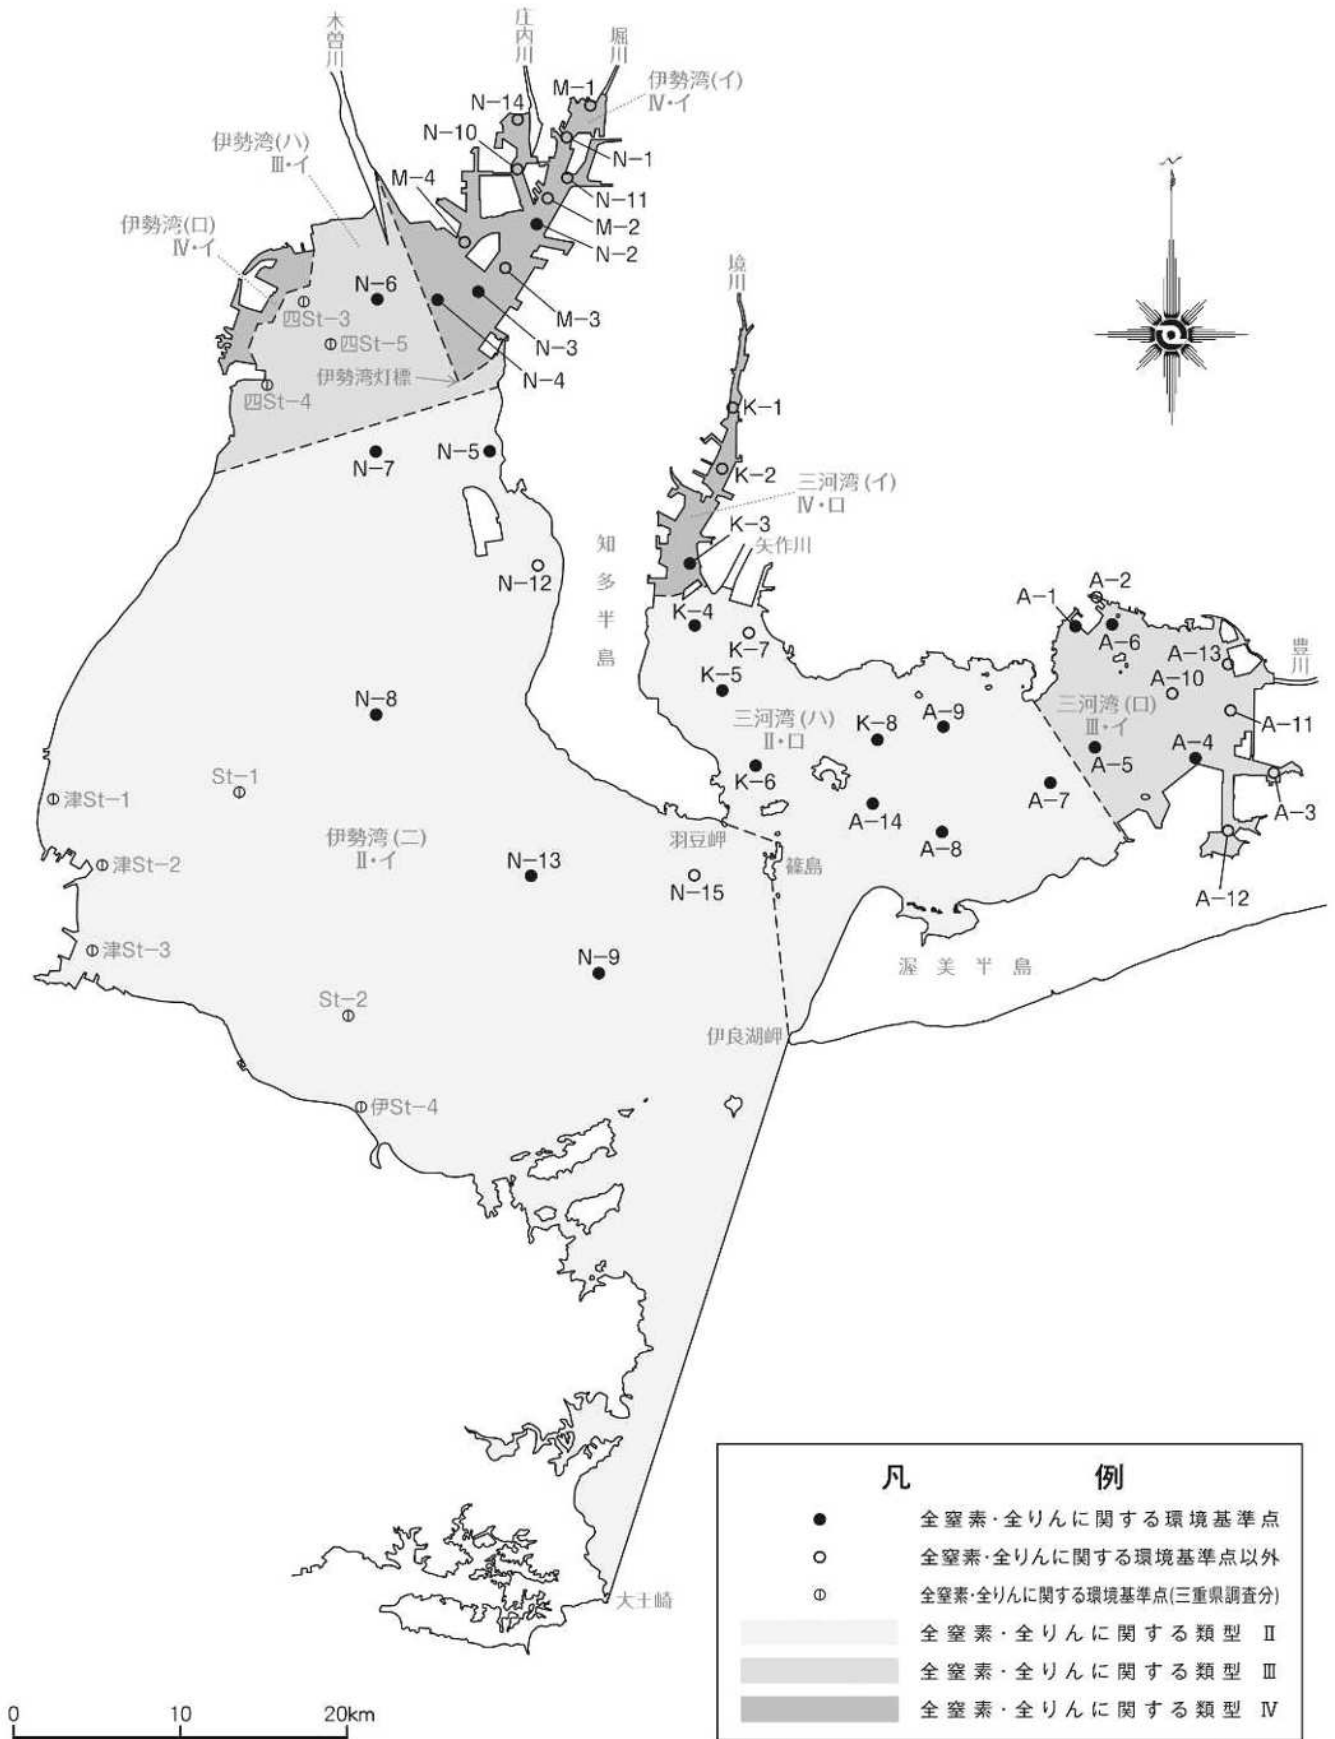 木曽川
庄内川
堀川
伊勢湾(イ)
Ⅳ・イ
M-1
N-14
N-10
N-1
伊勢湾(ハ)
Ⅲ・イ
M-4
N-11
M-2
N-2
伊勢湾(ロ)
Ⅳ・イ
N-6
M-3
四St-3
四St-5
N-3
伊勢湾灯標
N-4
四St-4
境川
K-1
N-7
N-5
K-2
三河湾(イ)
Ⅳ・ロ
K-3
矢作川
知多半島
N-12
A-2
A-1
K-4
A-6
K-7
A-13
豊川
K-5
A-10
N-8
三河湾(ハ)
Ⅱ・ロ
K-8
A-9
三河湾(ロ)
Ⅲ・イ
A-11
A-5
A-4
K-6
A-7
St-1
津St-1
A-14
A-3
A-8
伊勢湾(ニ)
Ⅱ・イ
羽豆岬
津St-2
N-13
篠島
N-15
A-12
津St-3
N-9
渥美半島
St-2
伊良湖岬
伊St-4
大王崎
凡例
全窒素・全りんに関する環境基準点
全窒素・全りんに関する環境基準点以外
全窒素・全りんに関する環境基準点(三重県調査分)
全窒素・全りんに関する類型 Ⅱ
全窒素・全りんに関する類型 Ⅲ
全窒素・全りんに関する類型 Ⅳ
0 10 20km